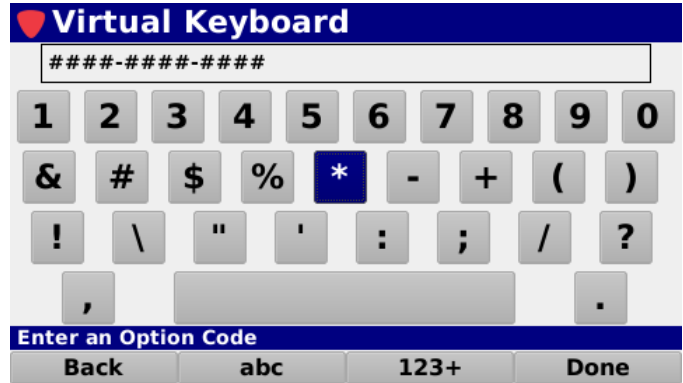 Virtual Keyboard
####-####-####
1 2 3 4 5 6 7 8 9 0
& # $ % * - + ( )
! \ " ' : ; / ?
, .
Enter an Option Code
Back abc 123+ Done